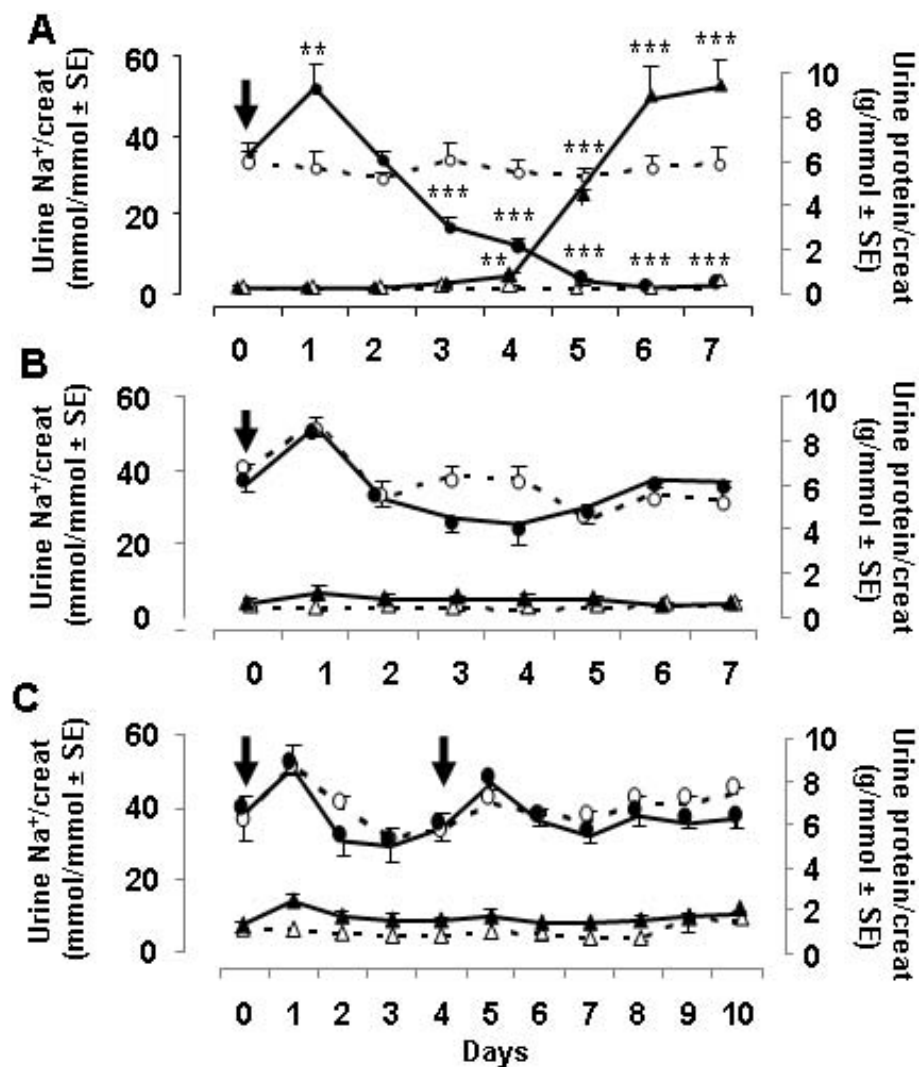 A
Urine Na⁺/creat
(mmol/mmol ± SE)
60
40
20
0
** *** *** ***
*** *** ** *** *** ***
10
8
6
4
2
0
Urine protein/creat
(g/mmol ± SE)
0 1 2 3 4 5 6 7
B
Urine Na⁺/creat
(mmol/mmol ± SE)
60
40
20
0
10
8
6
4
2
0
Urine protein/creat
(g/mmol ± SE)
0 1 2 3 4 5 6 7
C
Urine Na⁺/creat
(mmol/mmol ± SE)
60
40
20
0
10
8
6
4
2
0
Urine protein/creat
(g/mmol ± SE)
0 1 2 3 4 5 6 7 8 9 10
Days